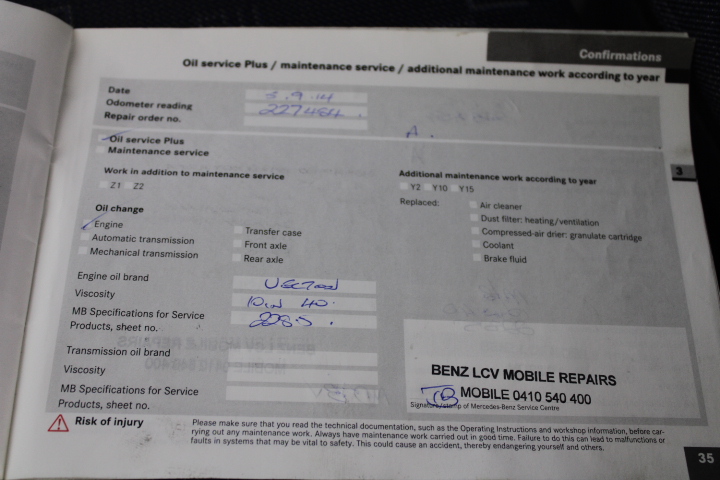 Confirmations
Oil service Plus / maintenance service / additional maintenance work according to year
Date 5.9.14
Odometer reading 227484
Repair order no.
A.
Oil service Plus
Maintenance service
3
Work in addition to maintenance service
Z1 Z2
Additional maintenance work according to year
Y2 Y10 Y15
Replaced: Air cleaner
Dust filter: heating/ventilation
Compressed-air drier: granulate cartridge
Coolant
Brake fluid
Oil change
Engine
Automatic transmission
Mechanical transmission
Transfer case
Front axle
Rear axle
Engine oil brand
Viscosity 10W 40.
MB Specifications for Service
Products, sheet no. 228.5.
Transmission oil brand
Viscosity
MB Specifications for Service
Products, sheet no.
BENZ LCV MOBILE REPAIRS
MOBILE 0410 540 400
Signature/stamp of Mercedes-Benz Service Centre
Risk of injury
Please make sure that you read the technical documentation, such as the Operating Instructions and workshop information, before car-
rying out any maintenance work. Always have maintenance work carried out in good time. Failure to do this can lead to malfunctions or
faults in systems that may be vital to safety. This could cause an accident, thereby endangering yourself and others.
35